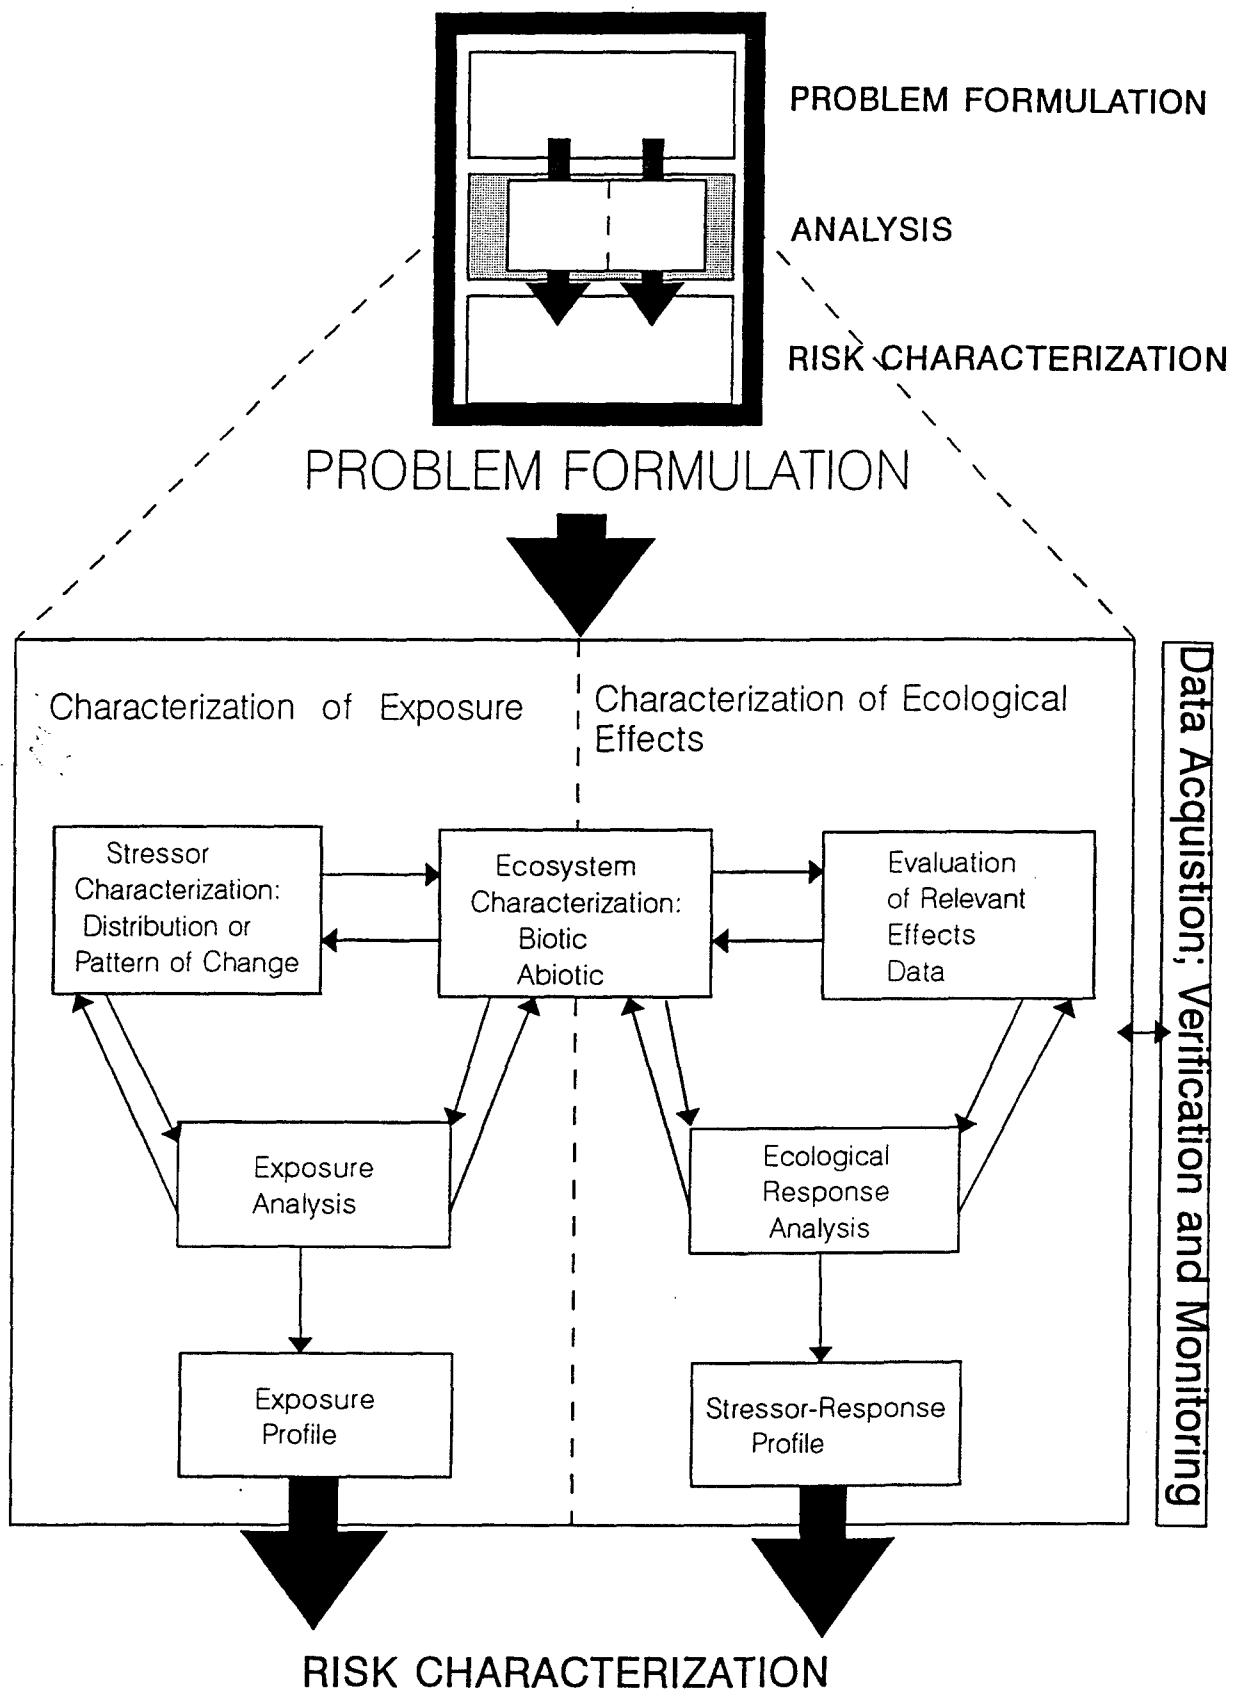 PROBLEM FORMULATION
ANALYSIS
RISK CHARACTERIZATION
PROBLEM FORMULATION
Characterization of Exposure
Characterization of Ecological
Effects
Stressor
Characterization:
Distribution or
Pattern of Change
Ecosystem
Characterization:
Biotic
Abiotic
Evaluation
of Relevant
Effects
Data
Exposure
Analysis
Ecological
Response
Analysis
Exposure
Profile
Stressor-Response
Profile
Data Acquistion; Verification and Monitoring
RISK CHARACTERIZATION